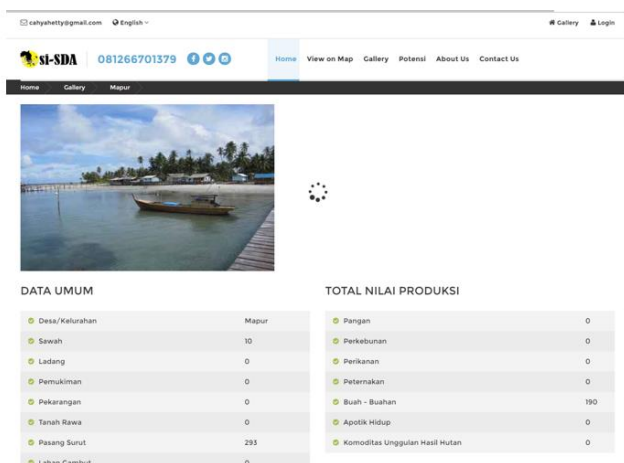 cahyahetty@gmail.com English Gallery Login
si-SDA 081266701379 Home View on Map Gallery Potensi About Us Contact Us
Home Gallery Mapur
DATA UMUM
Desa/Kelurahan Mapur
Sawah 10
Ladang 0
Pemukiman 0
Pekarangan 0
Tanah Rawa 0
Pasang Surut 293
Lahan Gambut 0
TOTAL NILAI PRODUKSI
Pangan 0
Perkebunan 0
Perikanan 0
Peternakan 0
Buah - Buahan 190
Apotik Hidup 0
Komoditas Unggulan Hasil Hutan 0